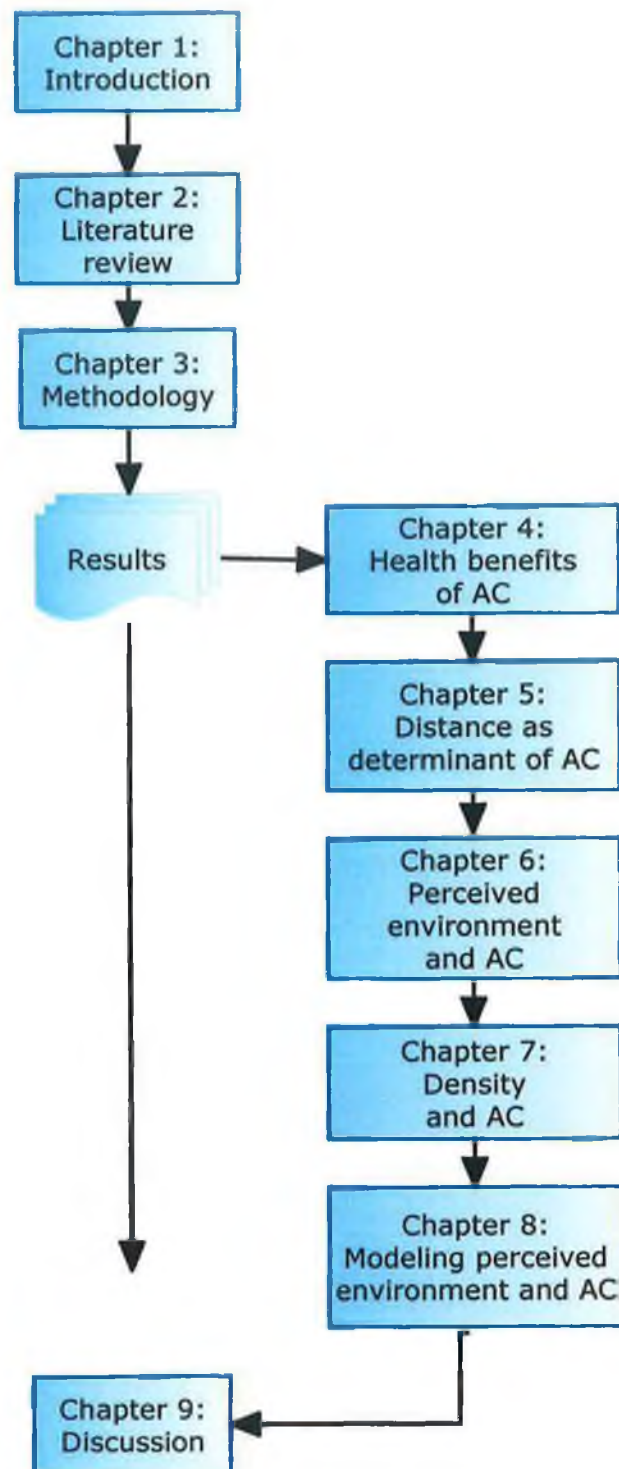 Chapter 1:
Introduction
Chapter 2:
Literature
review
Chapter 3:
Methodology
Results
Chapter 4:
Health benefits
of AC
Chapter 5:
Distance as
determinant of AC
Chapter 6:
Perceived
environment
and AC
Chapter 7:
Density
and AC
Chapter 8:
Modeling perceived
environment and AC
Chapter 9:
Discussion